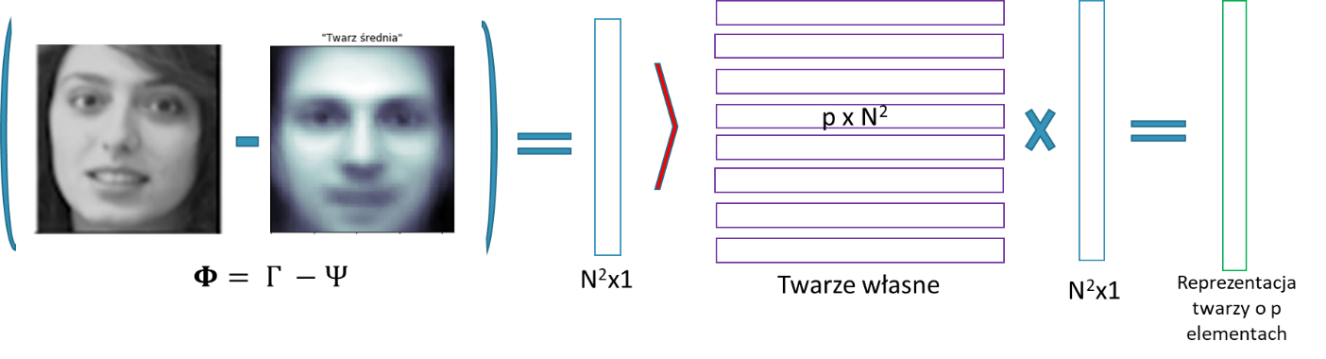 "Twarz średnia"
Φ = Γ − Ψ
N²x1
p x N²
Twarze własne
N²x1
Reprezentacja
twarzy o p
elementach